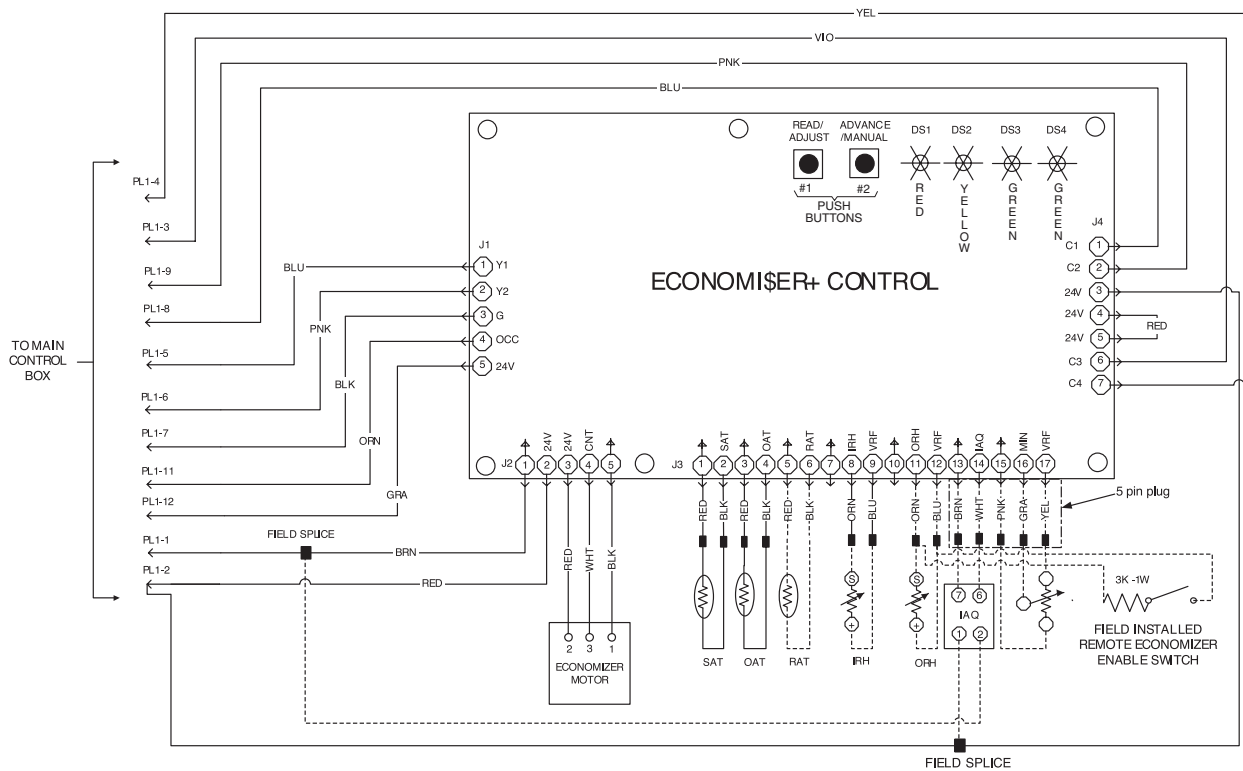 YEL
VIO
PNK
BLU
TO MAIN
CONTROL
BOX
PL1-4
PL1-3
PL1-9
PL1-8
PL1-5
PL1-6
PL1-7
PL1-11
PL1-12
PL1-1
PL1-2
BLU
PNK
BLK
ORN
GRA
BRN
RED
FIELD SPLICE
READ/
ADJUST
ADVANCE
/MANUAL
#1
#2
PUSH
BUTTONS
DS1
DS2
DS3
DS4
RED
YELLOW
GREEN
GREEN
ECONOMI$ER+ CONTROL
J1
1 Y1
2 Y2
3 G
4 OCC
5 24V
J4
C1 1
C2 2
24V 3
24V 4
24V 5
C3 6
C4 7
RED
24V
24V
CNT
J2 1 2 3 4 5
RED
WHT
BLK
2 3 1
ECONOMIZER
MOTOR
SAT
OAT
RAT
IRH
VRF
ORH
VRF
IAQ
MIN
VRF
J3 1 2 3 4 5 6 7 8 9 10 11 12 13 14 15 16 17
RED
BLK
RED
BLK
RED
BLK
ORN
BLU
ORN
BLU
BRN
WHT
PNK
GRA
YEL
5 pin plug
S
+
S
+
7 6
IAQ
1 2
SAT
OAT
RAT
IRH
ORH
3K -1W
FIELD INSTALLED
REMOTE ECONOMIZER
ENABLE SWITCH
FIELD SPLICE